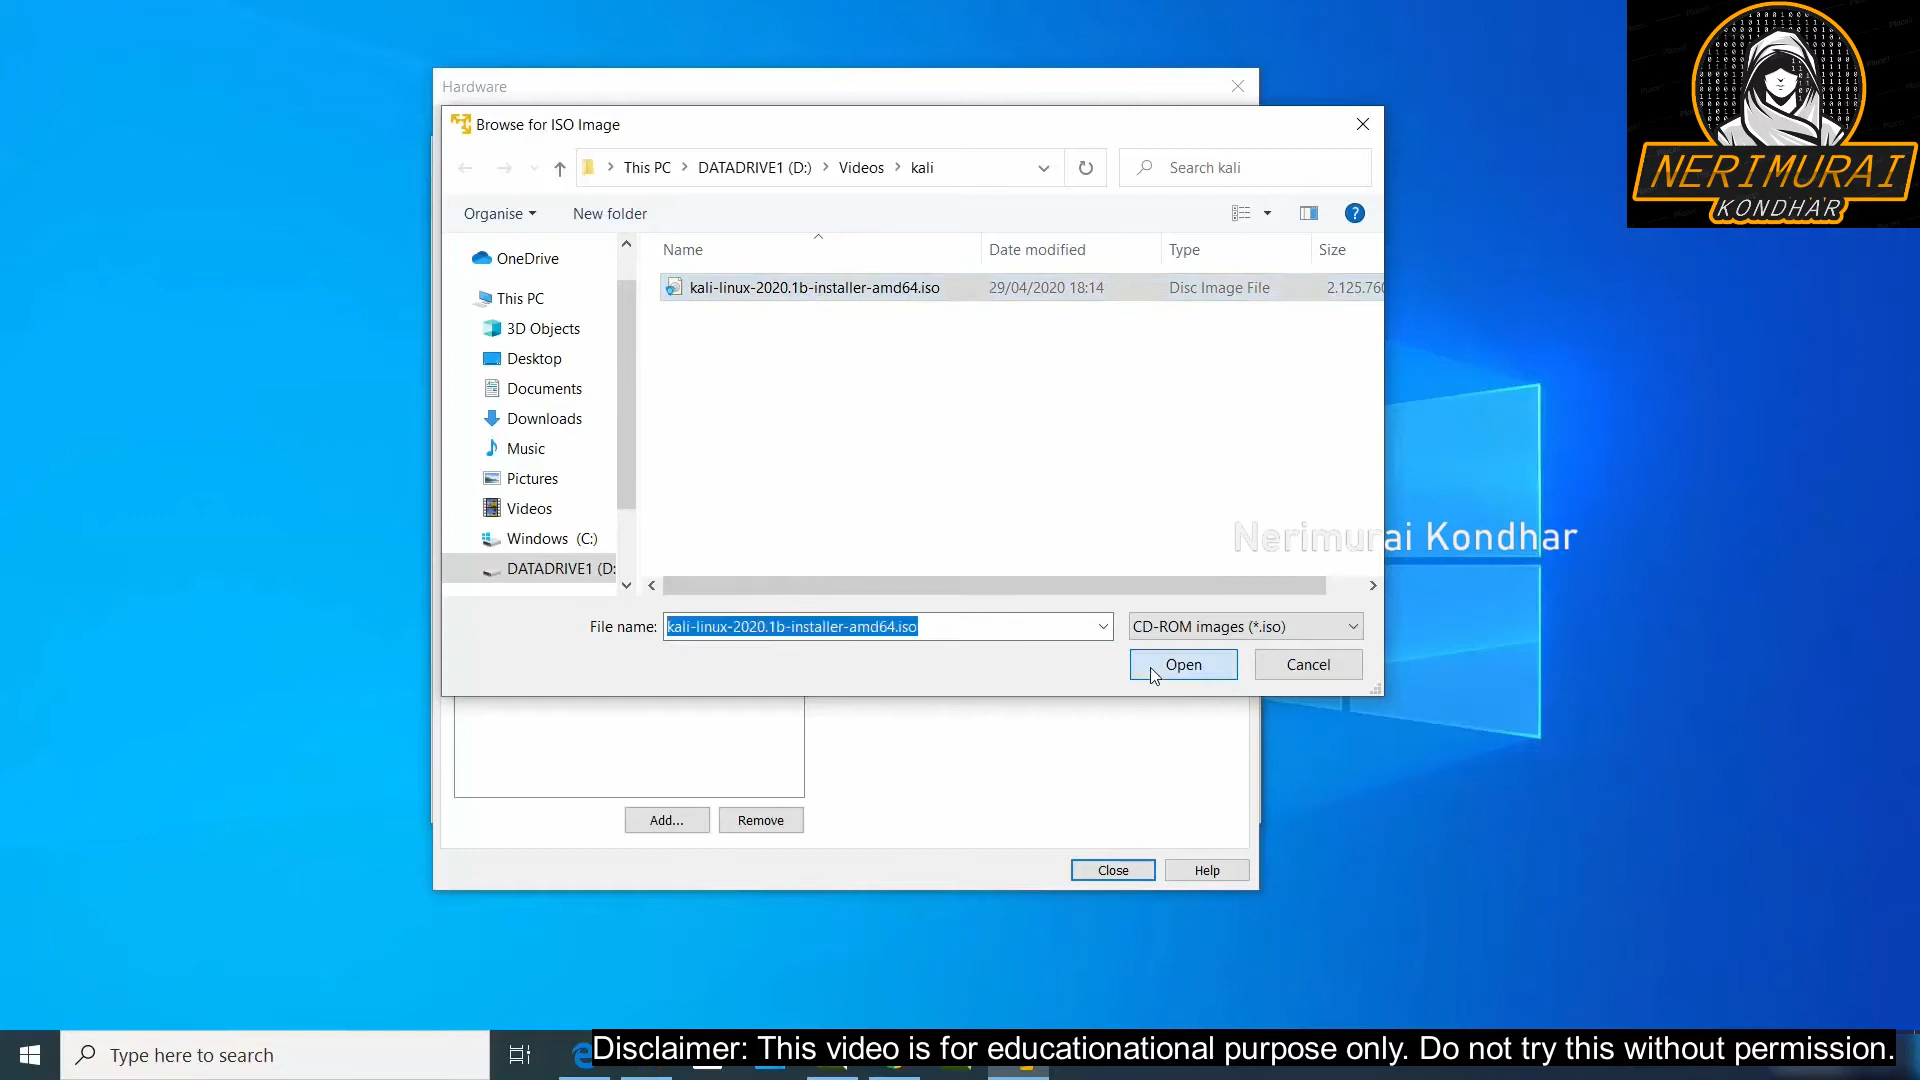 Hardware
Browse for ISO Image
This PC
DATADRIVE1 (D:)
Videos
kali
Search kali
Organise
New folder
?
Name
Date modified
Type
Size
kali-linux-2020.1b-installer-amd64.iso
29/04/2020 18:14
Disc Image File
2.125.760
OneDrive
This PC
3D Objects
Desktop
Documents
Downloads
Music
Pictures
Videos
Windows (C:)
DATADRIVE1 (D:
Nerimurai Kondhar
File name:
kali-linux-2020.1b-installer-amd64.iso
CD-ROM images (*.iso)
Open
Cancel
Add...
Remove
Close
Help
NERIMURAI
KONDHAR
Type here to search
Disclaimer: This video is for educationational purpose only. Do not try this without permission.